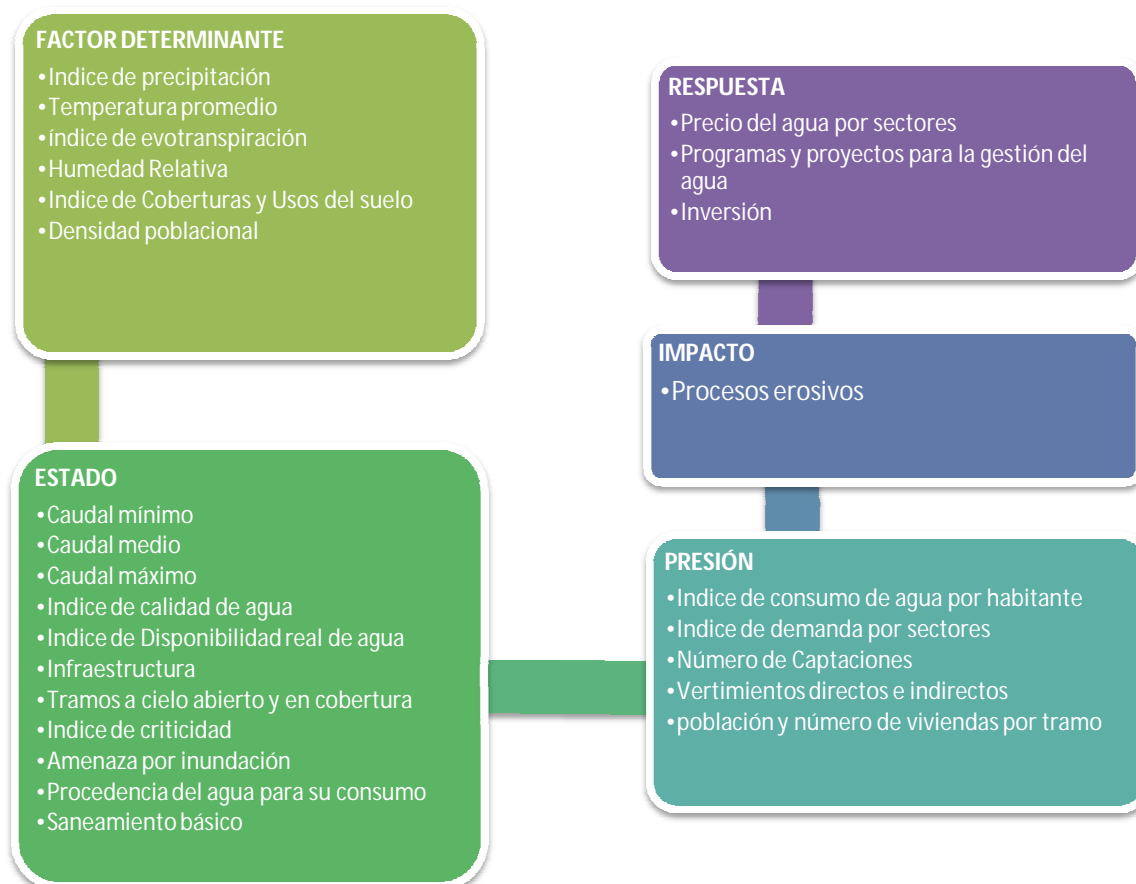 FACTOR DETERMINANTE
•Indice de precipitación
•Temperatura promedio
•índice de evotranspiración
•Humedad Relativa
•Indice de Coberturas y Usos del suelo
•Densidad poblacional
ESTADO
•Caudal mínimo
•Caudal medio
•Caudal máximo
•Indice de calidad de agua
•Indice de Disponibilidad real de agua
•Infraestructura
•Tramos a cielo abierto y en cobertura
•Indice de criticidad
•Amenaza por inundación
•Procedencia del agua para su consumo
•Saneamiento básico
PRESIÓN
•Indice de consumo de agua por habitante
•Indice de demanda por sectores
•Número de Captaciones
•Vertimientos directos e indirectos
•población y número de viviendas por tramo
IMPACTO
•Procesos erosivos
RESPUESTA
•Precio del agua por sectores
•Programas y proyectos para la gestión del
agua
•Inversión